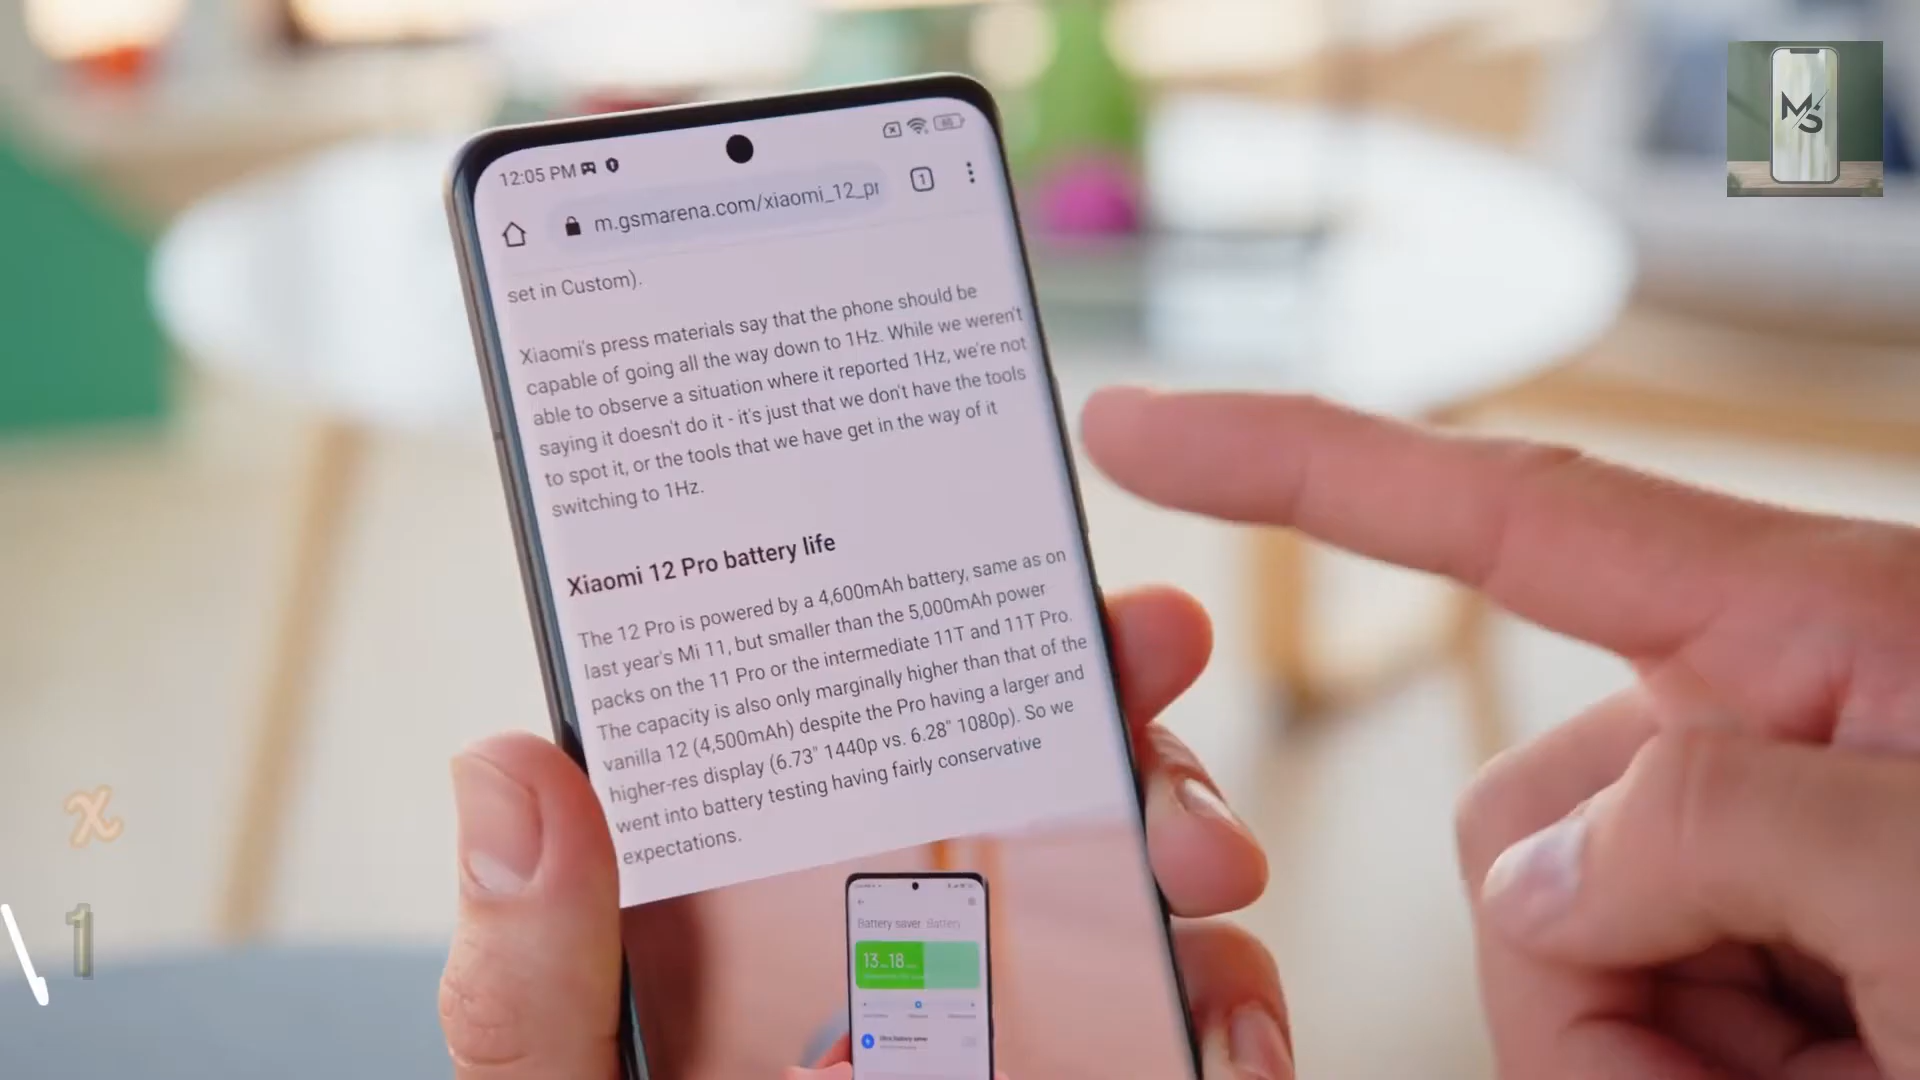 MS
12:05 PM
60
m.gsmarena.com/xiaomi_12_pr
1
set in Custom).
Xiaomi's press materials say that the phone should be
capable of going all the way down to 1Hz. While we weren't
able to observe a situation where it reported 1Hz, we're not
saying it doesn't do it - it's just that we don't have the tools
to spot it, or the tools that we have get in the way of it
switching to 1Hz.
Xiaomi 12 Pro battery life
The 12 Pro is powered by a 4,600mAh battery, same as on
last year's Mi 11, but smaller than the 5,000mAh power
packs on the 11 Pro or the intermediate 11T and 11T Pro.
The capacity is also only marginally higher than that of the
vanilla 12 (4,500mAh) despite the Pro having a larger and
higher-res display (6.73" 1440p vs. 6.28" 1080p). So we
went into battery testing having fairly conservative
expectations.
Battery saver Battery
13 18
Ultra battery saver
x
1